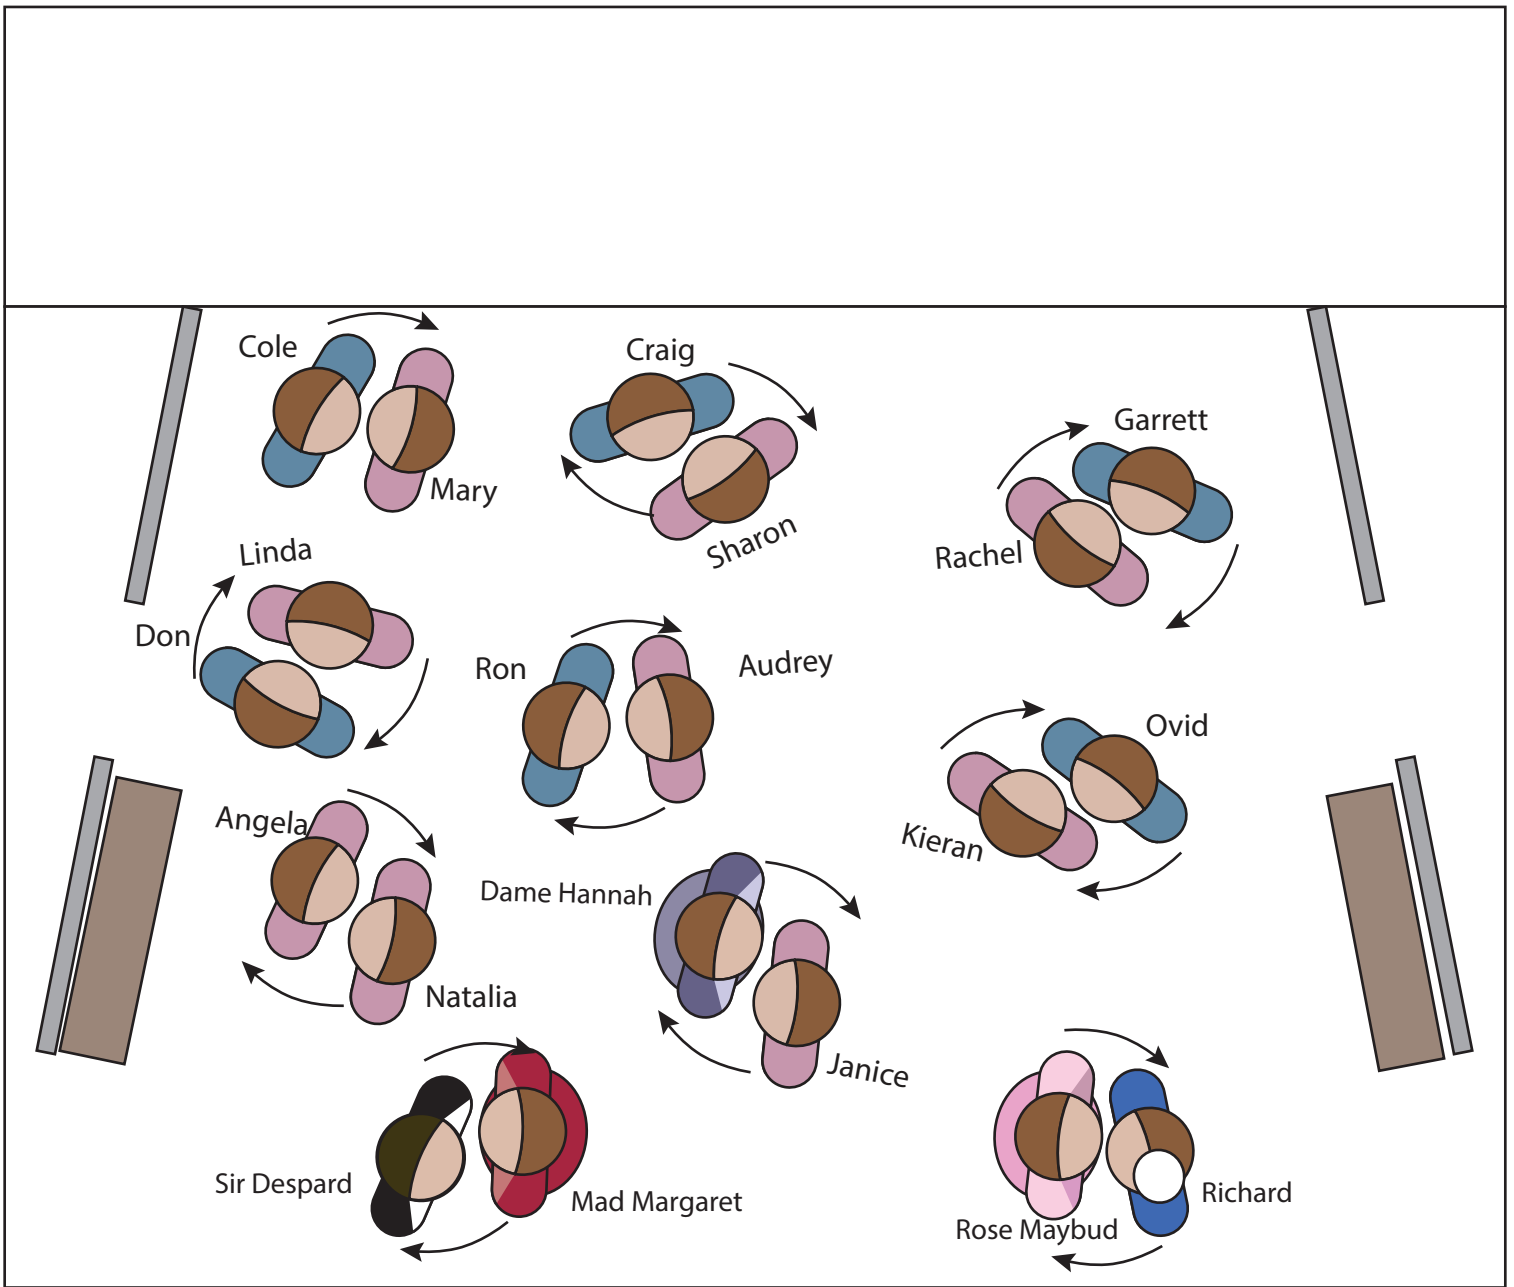 Cole
Craig
Mary
Garrett
Sharon
Rachel
Linda
Don
Ron
Audrey
Ovid
Angela
Kieran
Dame Hannah
Natalia
Janice
Sir Despard
Mad Margaret
Richard
Rose Maybud